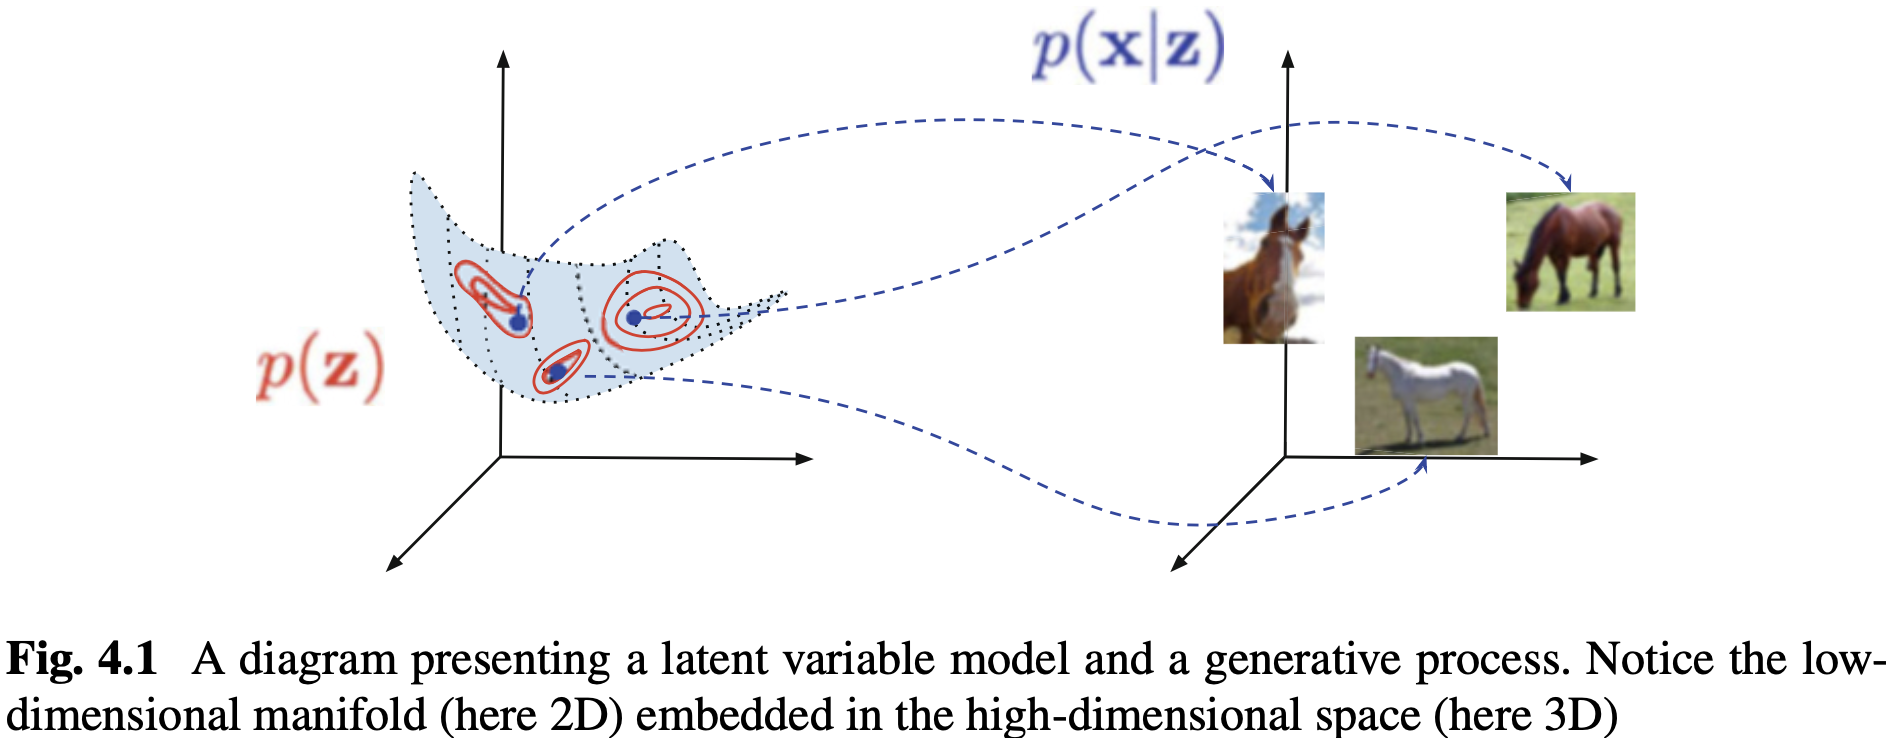 p(x|z)
p(z)
Fig. 4.1 A diagram presenting a latent variable model and a generative process. Notice the low-
dimensional manifold (here 2D) embedded in the high-dimensional space (here 3D)